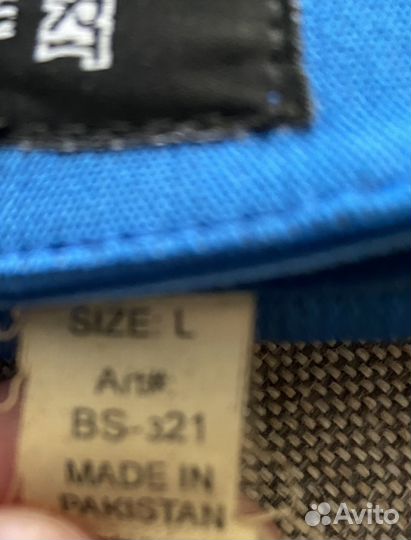 SIZE: L
Art#:
BS-321
MADE IN
PAKISTAN
Avito